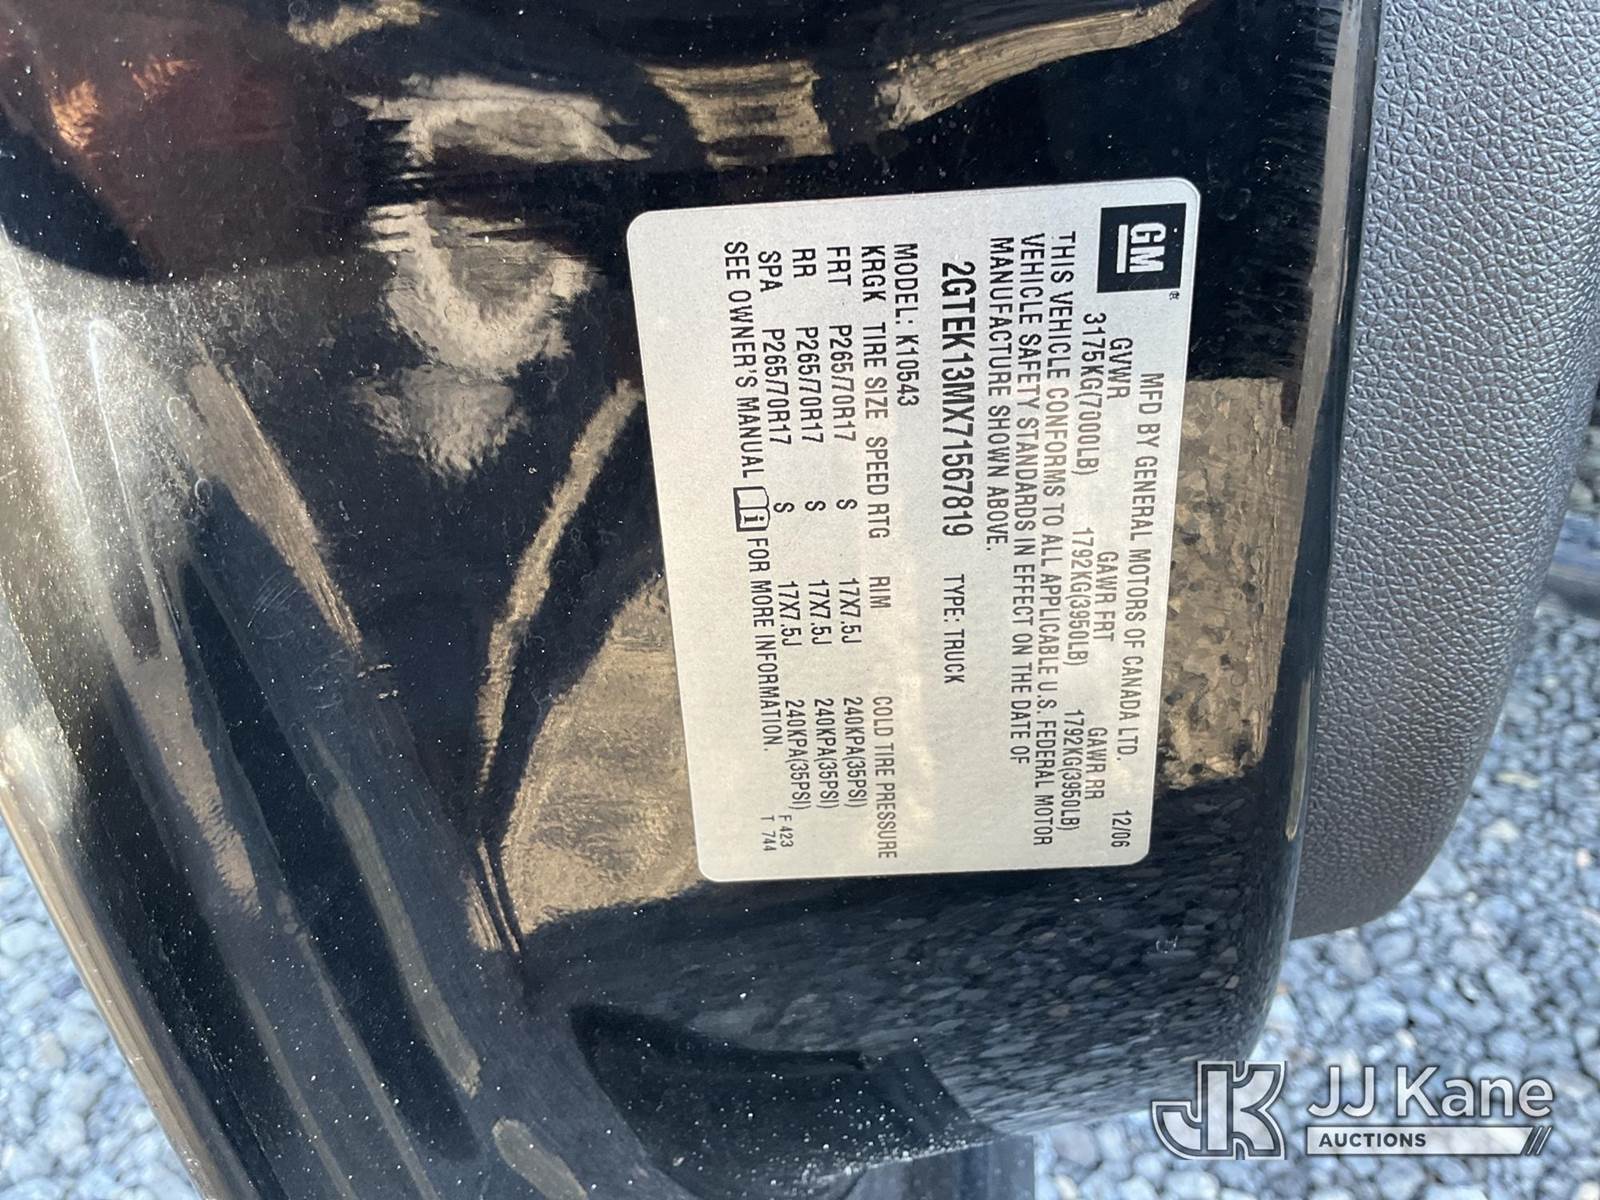 GM ®
MFD BY GENERAL MOTORS OF CANADA LTD. 12/06
GVWR GAWR FRT GAWR RR
3175KG(7000LB) 1792KG(3950LB) 1792KG(3950LB)
THIS VEHICLE CONFORMS TO ALL APPLICABLE U.S. FEDERAL MOTOR
VEHICLE SAFETY STANDARDS IN EFFECT ON THE DATE OF
MANUFACTURE SHOWN ABOVE.
2GTEK13MX71567819 TYPE: TRUCK
MODEL: K10543
KRGK TIRE SIZE SPEED RTG RIM COLD TIRE PRESSURE
FRT P265/70R17 S 17X7.5J 240KPA(35PSI)
RR P265/70R17 S 17X7.5J 240KPA(35PSI)
SPA P265/70R17 S 17X7.5J 240KPA(35PSI) F 423
SEE OWNER'S MANUAL i FOR MORE INFORMATION. T 744
JK JJ Kane
AUCTIONS